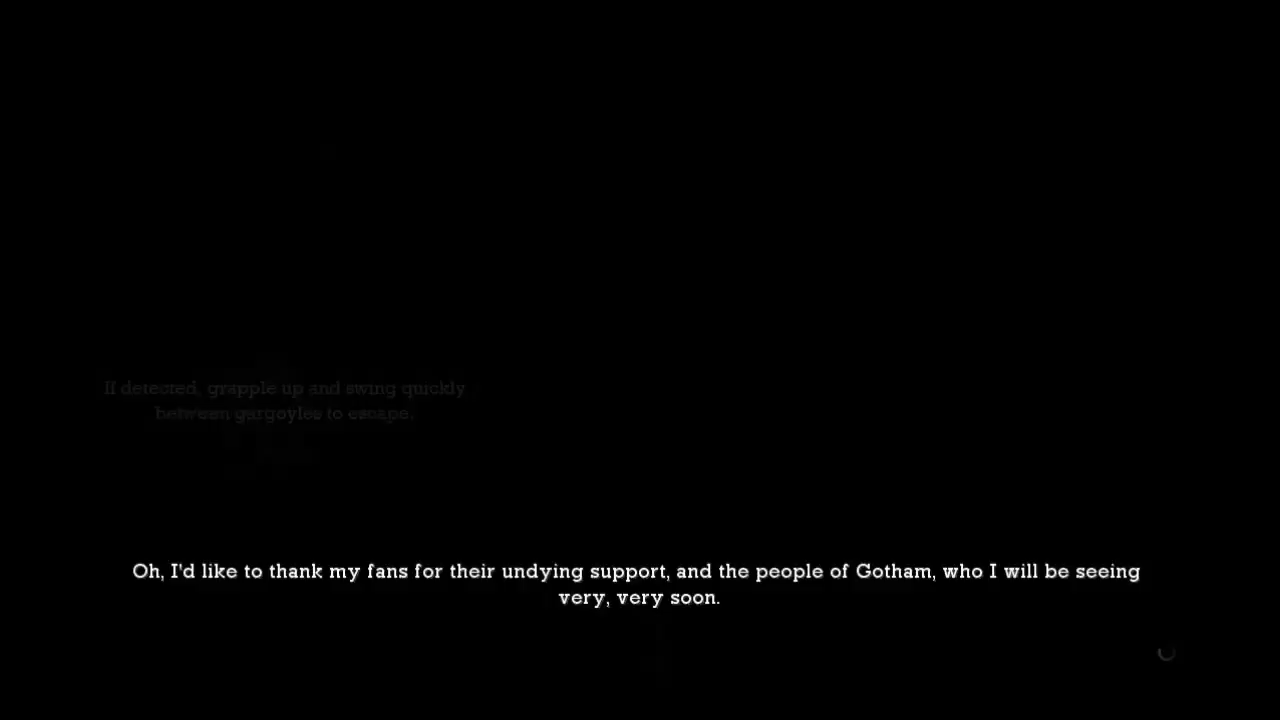 If detected, grapple up and swing quickly
between gargoyles to escape.
Oh, I'd like to thank my fans for their undying support, and the people of Gotham, who I will be seeing
very, very soon.